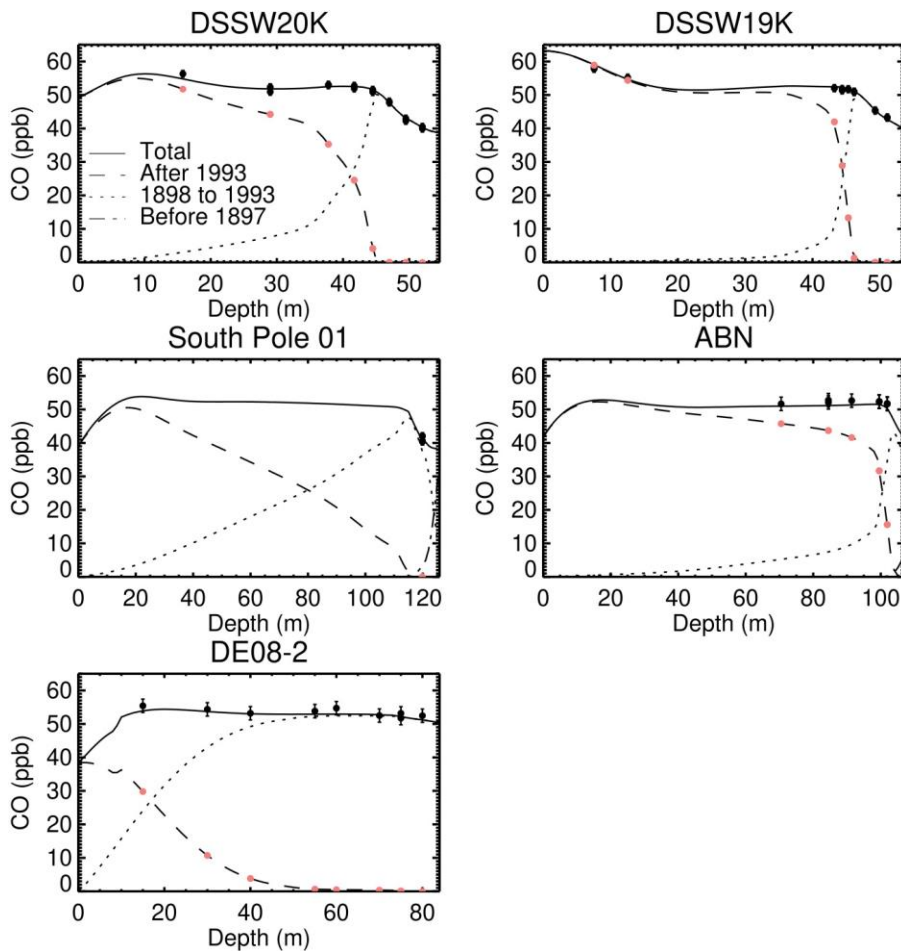 DSSW20K
DSSW19K
60
50
40
30
20
10
0
CO (ppb)
Total
After 1993
1898 to 1993
Before 1897
0 10 20 30 40 50
Depth (m)
60
50
40
30
20
10
0
CO (ppb)
0 10 20 30 40 50
Depth (m)
South Pole 01
ABN
60
50
40
30
20
10
0
CO (ppb)
0 20 40 60 80 100 120
Depth (m)
60
50
40
30
20
10
0
CO (ppb)
0 20 40 60 80 100
Depth (m)
DE08-2
60
50
40
30
20
10
0
CO (ppb)
0 20 40 60 80
Depth (m)